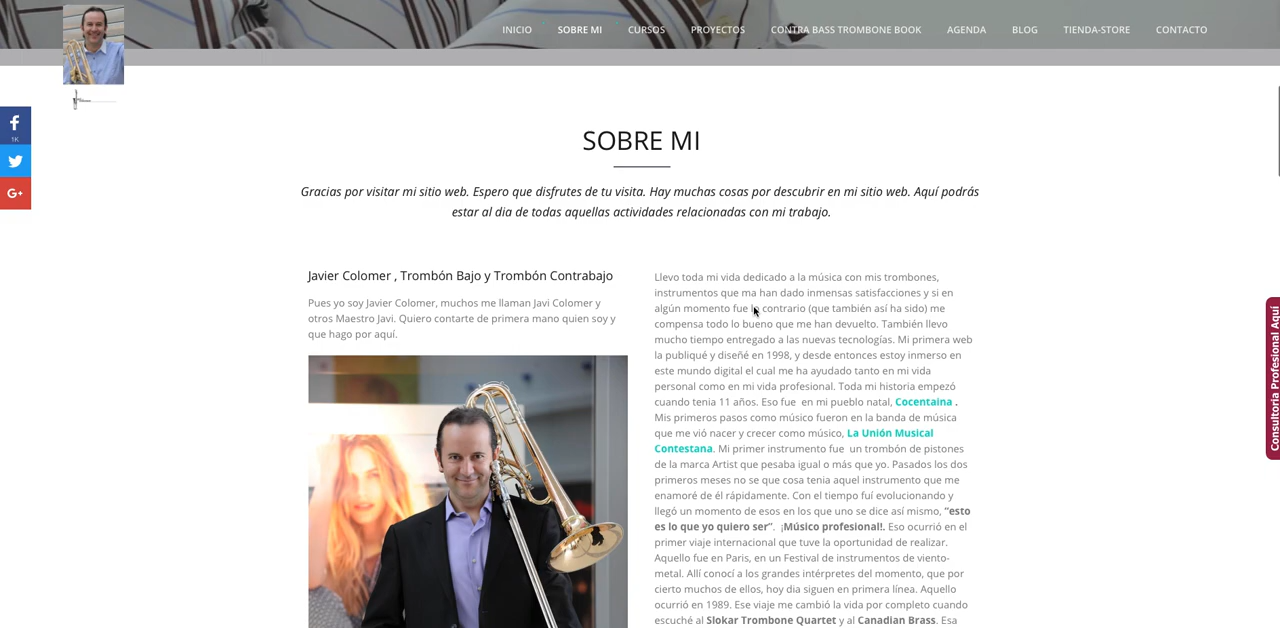 INICIO SOBRE MI CURSOS PROYECTOS CONTRA BASS TROMBONE BOOK AGENDA BLOG TIENDA-STORE CONTACTO
1K
SOBRE MI
Gracias por visitar mi sitio web. Espero que disfrutes de tu visita. Hay muchas cosas por descubrir en mi sitio web. Aquí podrás
estar al dia de todas aquellas actividades relacionadas con mi trabajo.
Javier Colomer , Trombón Bajo y Trombón Contrabajo
Pues yo soy Javier Colomer, muchos me llaman Javi Colomer y
otros Maestro Javi. Quiero contarte de primera mano quien soy y
que hago por aquí.
Llevo toda mi vida dedicado a la música con mis trombones,
instrumentos que ma han dado inmensas satisfacciones y si en
algún momento fue lo contrario (que también así ha sido) me
compensa todo lo bueno que me han devuelto. También llevo
mucho tiempo entregado a las nuevas tecnologías. Mi primera web
la publiqué y diseñé en 1998, y desde entonces estoy inmerso en
este mundo digital el cual me ha ayudado tanto en mi vida
personal como en mi vida profesional. Toda mi historia empezó
cuando tenia 11 años. Eso fue en mi pueblo natal, Cocentaina .
Mis primeros pasos como músico fueron en la banda de música
que me vió nacer y crecer como músico, La Unión Musical
Contestana. Mi primer instrumento fue un trombón de pistones
de la marca Artist que pesaba igual o más que yo. Pasados los dos
primeros meses no se que cosa tenia aquel instrumento que me
enamoré de él rápidamente. Con el tiempo fuí evolucionando y
llegó un momento de esos en los que uno se dice así mismo, “esto
es lo que yo quiero ser”. ¡Músico profesional!. Eso ocurrió en el
primer viaje internacional que tuve la oportunidad de realizar.
Aquello fue en Paris, en un Festival de instrumentos de viento-
metal. Allí conocí a los grandes intérpretes del momento, que por
cierto muchos de ellos, hoy dia siguen en primera línea. Aquello
ocurrió en 1989. Ese viaje me cambió la vida por completo cuando
escuché al Slokar Trombone Quartet y al Canadian Brass. Esa
Consultoria Profesional Aquí